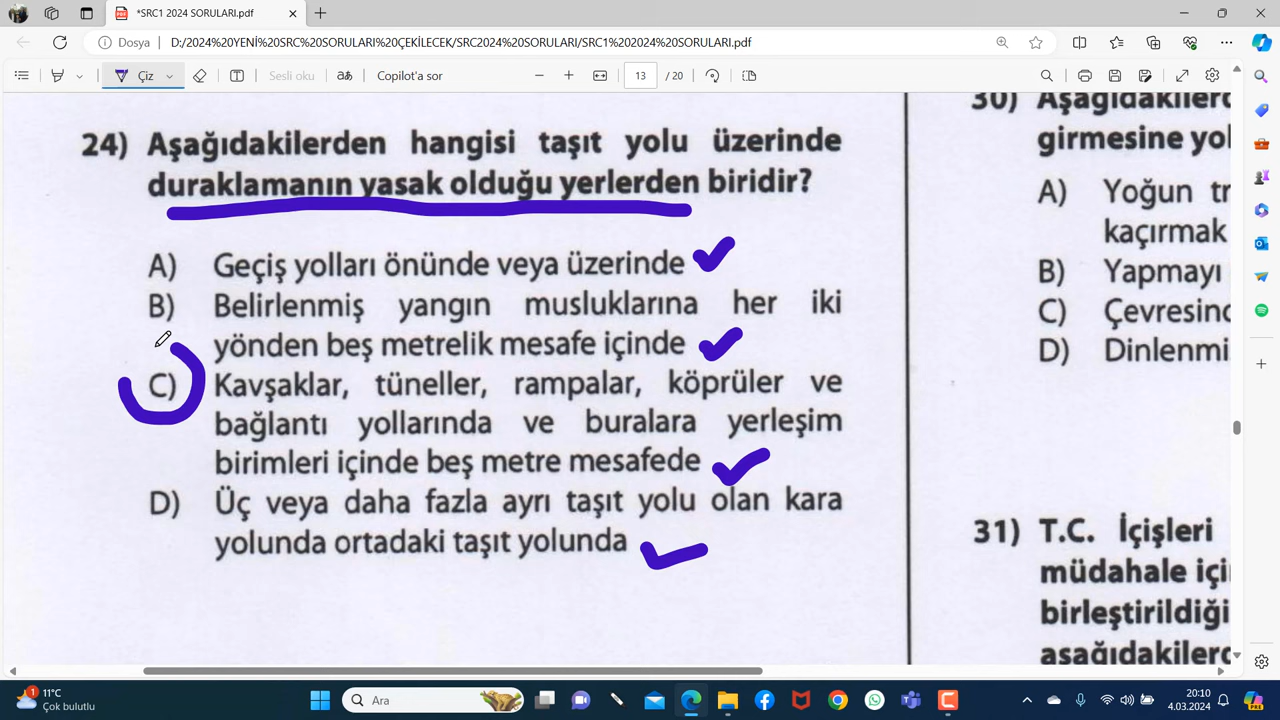 *SRC1 2024 SORULARI.pdf
Dosya D:/2024%20YENİ%20SRC%20SORULARI%20ÇEKİLECEK/SRC2024%20SORULARI/SRC1%202024%20SORULARI.pdf
Çiz Sesli oku aあ Copilot'a sor 13 / 20
24) Aşağıdakilerden hangisi taşıt yolu üzerinde
duraklamanın yasak olduğu yerlerden biridir?
A) Geçiş yolları önünde veya üzerinde
B) Belirlenmiş yangın musluklarına her iki
yönden beş metrelik mesafe içinde
C) Kavşaklar, tüneller, rampalar, köprüler ve
bağlantı yollarında ve buralara yerleşim
birimleri içinde beş metre mesafede
D) Üç veya daha fazla ayrı taşıt yolu olan kara
yolunda ortadaki taşıt yolunda
30) Aşağıdakilerd
girmesine yol
A) Yoğun tr
kaçırmak
B) Yapmayı
C) Çevresinc
D) Dinlenmi
31) T.C. İçişleri
müdahale içi
birleştirildiği
aşağıdakilerd
1
11°C
Çok bulutlu
Ara
20:10
4.03.2024